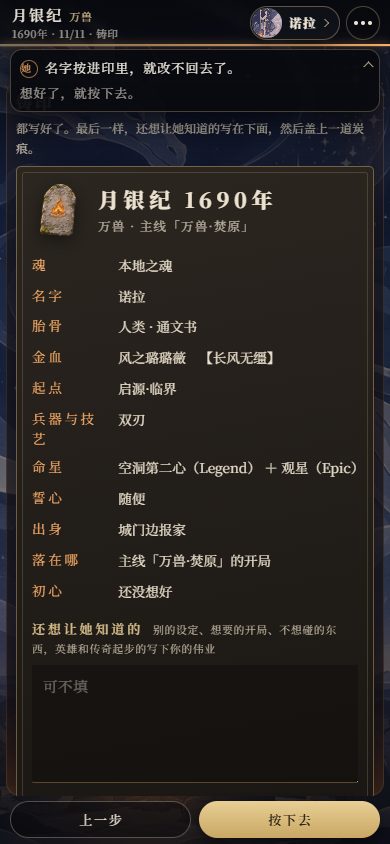 月银纪 万兽
1690年 · 11/11 · 铸印
诺拉
她 名字按进印里，就改不回去了。
想好了，就按下去。
都写好了。最后一样，还想让她知道的写在下面，然后盖上一道炭
痕。
月银纪 1690年
万兽 · 主线「万兽·焚原」
魂 本地之魂
名字 诺拉
胎骨 人类 · 通文书
金血 风之璐璐薇 【长风无缰】
起点 启源·临界
兵器与技
艺 双刃
命星 空洞第二心（Legend）＋ 观星（Epic）
誓心 随便
出身 城门边报家
落在哪 主线「万兽·焚原」的开局
初心 还没想好
还想让她知道的 别的设定、想要的开局、不想碰的东
西，英雄和传奇起步的写下你的伟业
可不填
上一步 按下去